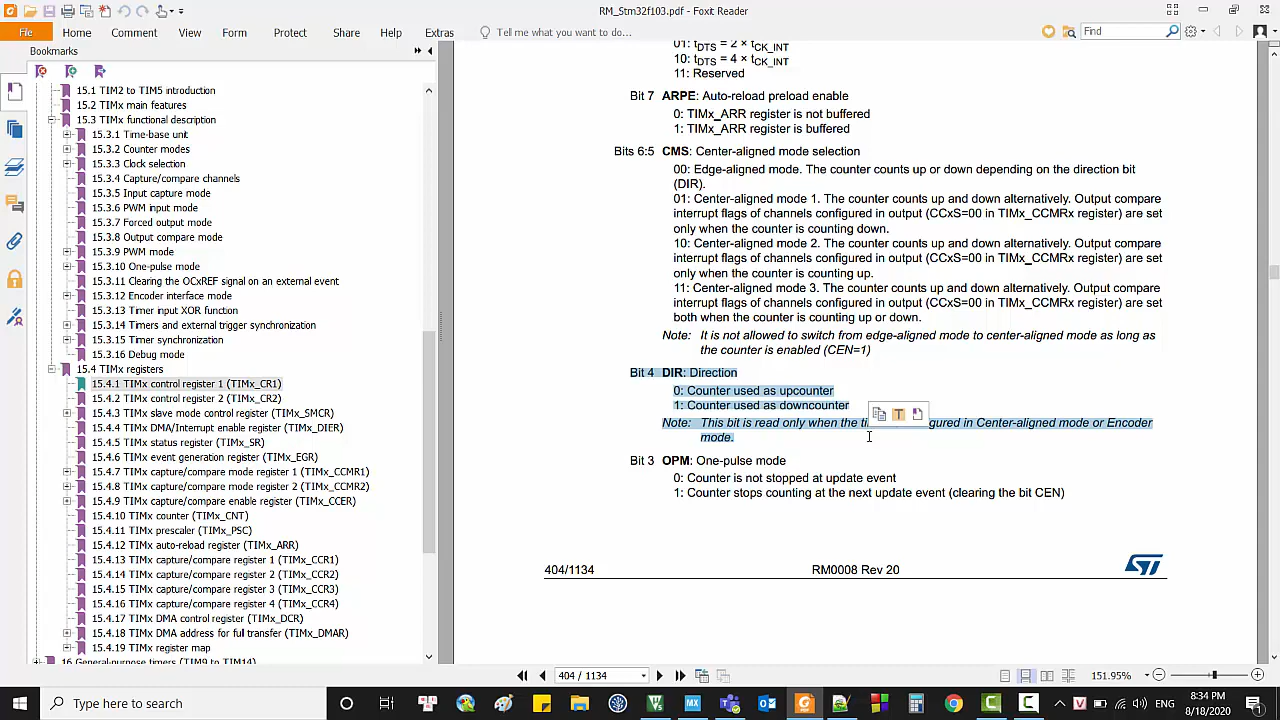 RM_Stm32f103.pdf - Foxit Reader
File Home Comment View Form Protect Share Help Extras Tell me what you want to do... Find
Bookmarks
15.1 TIM2 to TIM5 introduction
15.2 TIMx main features
15.3 TIMx functional description
15.3.1 Time-base unit
15.3.2 Counter modes
15.3.3 Clock selection
15.3.4 Capture/compare channels
15.3.5 Input capture mode
15.3.6 PWM input mode
15.3.7 Forced output mode
15.3.8 Output compare mode
15.3.9 PWM mode
15.3.10 One-pulse mode
15.3.11 Clearing the OCxREF signal on an external event
15.3.12 Encoder interface mode
15.3.13 Timer input XOR function
15.3.14 Timers and external trigger synchronization
15.3.15 Timer synchronization
15.3.16 Debug mode
15.4 TIMx registers
15.4.1 TIMx control register 1 (TIMx_CR1)
15.4.2 TIMx control register 2 (TIMx_CR2)
15.4.3 TIMx slave mode control register (TIMx_SMCR)
15.4.4 TIMx DMA/Interrupt enable register (TIMx_DIER)
15.4.5 TIMx status register (TIMx_SR)
15.4.6 TIMx event generation register (TIMx_EGR)
15.4.7 TIMx capture/compare mode register 1 (TIMx_CCMR1)
15.4.8 TIMx capture/compare mode register 2 (TIMx_CCMR2)
15.4.9 TIMx capture/compare enable register (TIMx_CCER)
15.4.10 TIMx counter (TIMx_CNT)
15.4.11 TIMx prescaler (TIMx_PSC)
15.4.12 TIMx auto-reload register (TIMx_ARR)
15.4.13 TIMx capture/compare register 1 (TIMx_CCR1)
15.4.14 TIMx capture/compare register 2 (TIMx_CCR2)
15.4.15 TIMx capture/compare register 3 (TIMx_CCR3)
15.4.16 TIMx capture/compare register 4 (TIMx_CCR4)
15.4.17 TIMx DMA control register (TIMx_DCR)
15.4.18 TIMx DMA address for full transfer (TIMx_DMAR)
15.4.19 TIMx register map
16 General-purpose timers (TIM9 to TIM14)
01: tDTS = 2 × tCK_INT
10: tDTS = 4 × tCK_INT
11: Reserved
Bit 7 ARPE: Auto-reload preload enable
0: TIMx_ARR register is not buffered
1: TIMx_ARR register is buffered
Bits 6:5 CMS: Center-aligned mode selection
00: Edge-aligned mode. The counter counts up or down depending on the direction bit
(DIR).
01: Center-aligned mode 1. The counter counts up and down alternatively. Output compare
interrupt flags of channels configured in output (CCxS=00 in TIMx_CCMRx register) are set
only when the counter is counting down.
10: Center-aligned mode 2. The counter counts up and down alternatively. Output compare
interrupt flags of channels configured in output (CCxS=00 in TIMx_CCMRx register) are set
only when the counter is counting up.
11: Center-aligned mode 3. The counter counts up and down alternatively. Output compare
interrupt flags of channels configured in output (CCxS=00 in TIMx_CCMRx register) are set
both when the counter is counting up or down.
Note: It is not allowed to switch from edge-aligned mode to center-aligned mode as long as
the counter is enabled (CEN=1)
Bit 4 DIR: Direction
0: Counter used as upcounter
1: Counter used as downcounter
Note: This bit is read only when the ti gured in Center-aligned mode or Encoder
mode.
Bit 3 OPM: One-pulse mode
0: Counter is not stopped at update event
1: Counter stops counting at the next update event (clearing the bit CEN)
404/1134 RM0008 Rev 20 ST
404 / 1134 151.95%
Type here to search
ENG
8:34 PM
8/18/2020